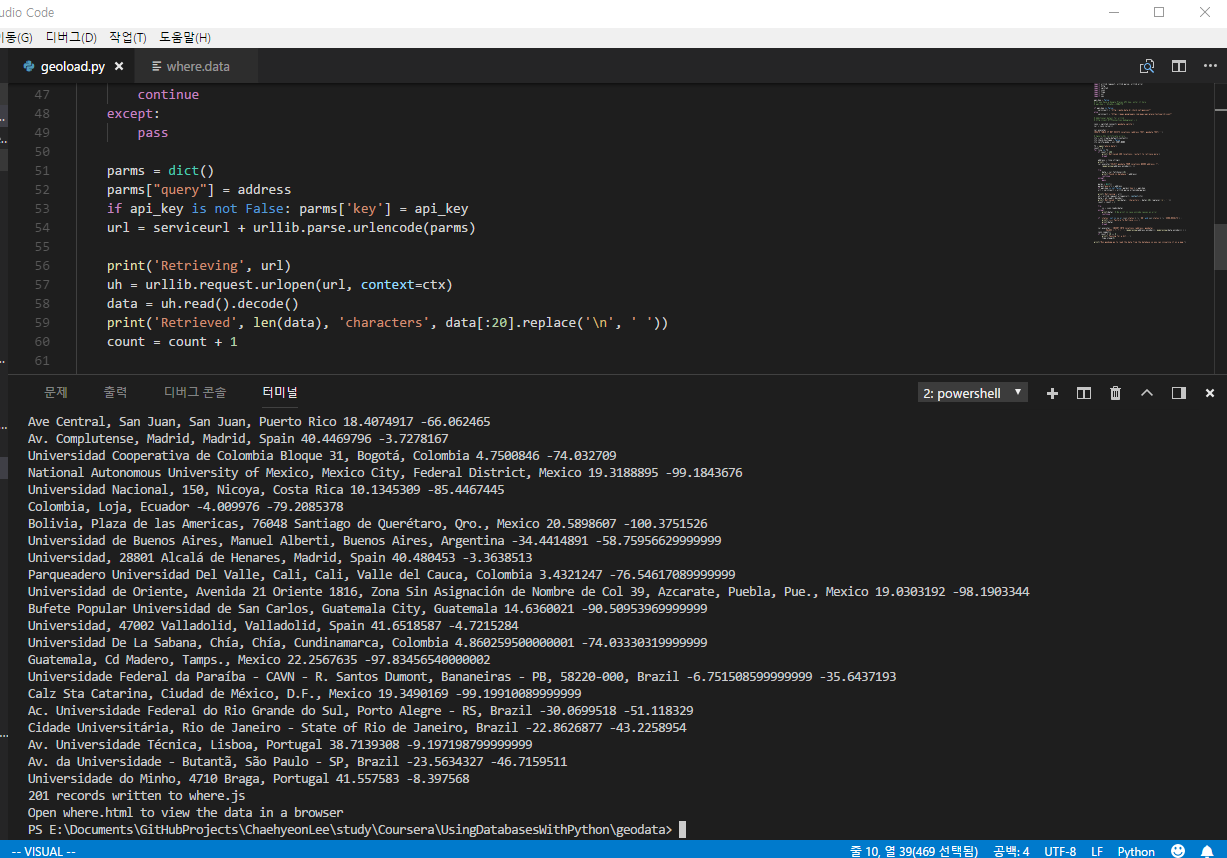 udio Code
이동(G) 디버그(D) 작업(T) 도움말(H)
geoload.py where.data
47 continue
48 except:
49 pass
50
51 parms = dict()
52 parms["query"] = address
53 if api_key is not False: parms['key'] = api_key
54 url = serviceurl + urllib.parse.urlencode(parms)
55
56 print('Retrieving', url)
57 uh = urllib.request.urlopen(url, context=ctx)
58 data = uh.read().decode()
59 print('Retrieved', len(data), 'characters', data[:20].replace('\n', ' '))
60 count = count + 1
61
문제 출력 디버그 콘솔 터미널 2: powershell
Ave Central, San Juan, San Juan, Puerto Rico 18.4074917 -66.062465
Av. Complutense, Madrid, Madrid, Spain 40.4469796 -3.7278167
Universidad Cooperativa de Colombia Bloque 31, Bogotá, Colombia 4.7500846 -74.032709
National Autonomous University of Mexico, Mexico City, Federal District, Mexico 19.3188895 -99.1843676
Universidad Nacional, 150, Nicoya, Costa Rica 10.1345309 -85.4467445
Colombia, Loja, Ecuador -4.009976 -79.2085378
Bolivia, Plaza de las Americas, 76048 Santiago de Querétaro, Qro., Mexico 20.5898607 -100.3751526
Universidad de Buenos Aires, Manuel Alberti, Buenos Aires, Argentina -34.4414891 -58.75956629999999
Universidad, 28801 Alcalá de Henares, Madrid, Spain 40.480453 -3.3638513
Parqueadero Universidad Del Valle, Cali, Cali, Valle del Cauca, Colombia 3.4321247 -76.54617089999999
Universidad de Oriente, Avenida 21 Oriente 1816, Zona Sin Asignación de Nombre de Col 39, Azcarate, Puebla, Pue., Mexico 19.0303192 -98.1903344
Bufete Popular Universidad de San Carlos, Guatemala City, Guatemala 14.6360021 -90.50953969999999
Universidad, 47002 Valladolid, Valladolid, Spain 41.6518587 -4.7215284
Universidad De La Sabana, Chía, Chía, Cundinamarca, Colombia 4.860259500000001 -74.03330319999999
Guatemala, Cd Madero, Tamps., Mexico 22.2567635 -97.83456540000002
Universidade Federal da Paraíba - CAVN - R. Santos Dumont, Bananeiras - PB, 58220-000, Brazil -6.751508599999999 -35.6437193
Calz Sta Catarina, Ciudad de México, D.F., Mexico 19.3490169 -99.19910089999999
Ac. Universidade Federal do Rio Grande do Sul, Porto Alegre - RS, Brazil -30.0699518 -51.118329
Cidade Universitária, Rio de Janeiro - State of Rio de Janeiro, Brazil -22.8626877 -43.2258954
Av. Universidade Técnica, Lisboa, Portugal 38.7139308 -9.197198799999999
Av. da Universidade - Butantã, São Paulo - SP, Brazil -23.5634327 -46.7159511
Universidade do Minho, 4710 Braga, Portugal 41.557583 -8.397568
201 records written to where.js
Open where.html to view the data in a browser
PS E:\Documents\GitHubProjects\ChaehyeonLee\study\Coursera\UsingDatabasesWithPython\geodata>
-- VISUAL -- 줄 10, 열 39(469 선택됨) 공백: 4 UTF-8 LF Python